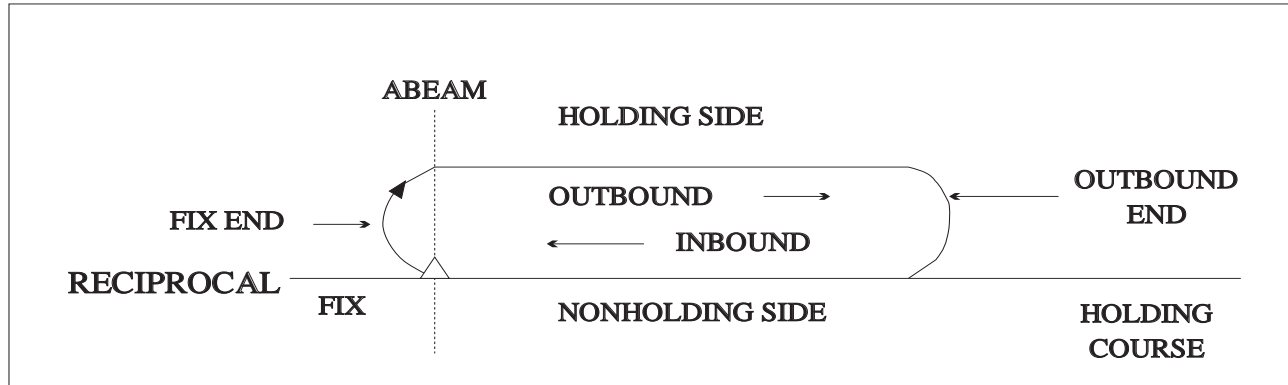 ABEAM
HOLDING SIDE
OUTBOUND
OUTBOUND
END
FIX END
INBOUND
RECIPROCAL
FIX
NONHOLDING SIDE
HOLDING
COURSE